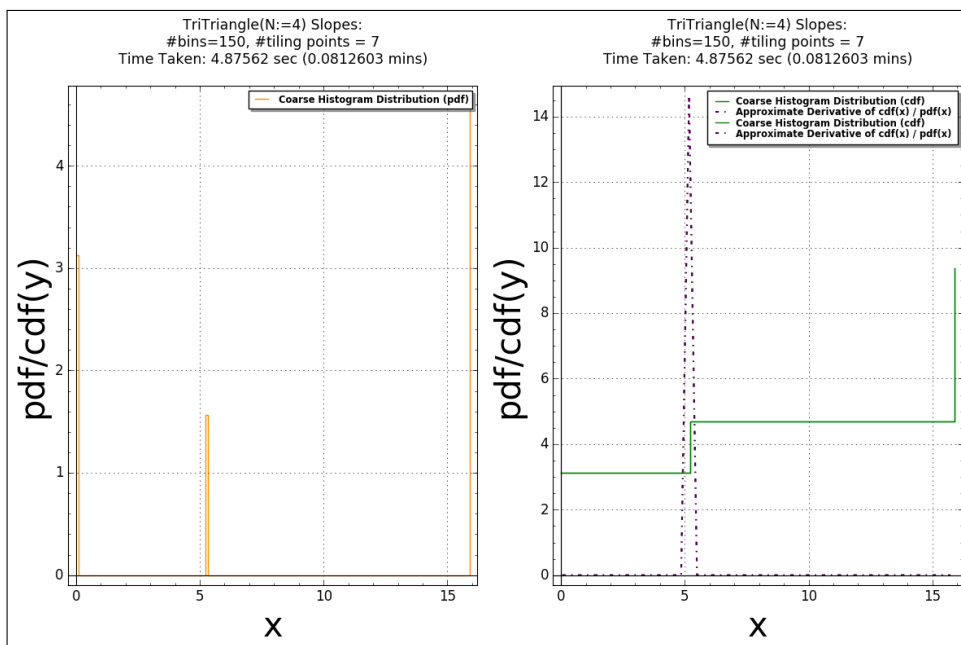 TriTriangle(N:=4) Slopes:
#bins=150, #tiling points = 7
Time Taken: 4.87562 sec (0.0812603 mins)
Coarse Histogram Distribution (pdf)
pdf/cdf(y)
4
3
2
1
0
0
5
10
15
x
TriTriangle(N:=4) Slopes:
#bins=150, #tiling points = 7
Time Taken: 4.87562 sec (0.0812603 mins)
Coarse Histogram Distribution (cdf)
Approximate Derivative of cdf(x) / pdf(x)
Coarse Histogram Distribution (cdf)
Approximate Derivative of cdf(x) / pdf(x)
pdf/cdf(y)
14
12
10
8
6
4
2
0
0
5
10
15
x